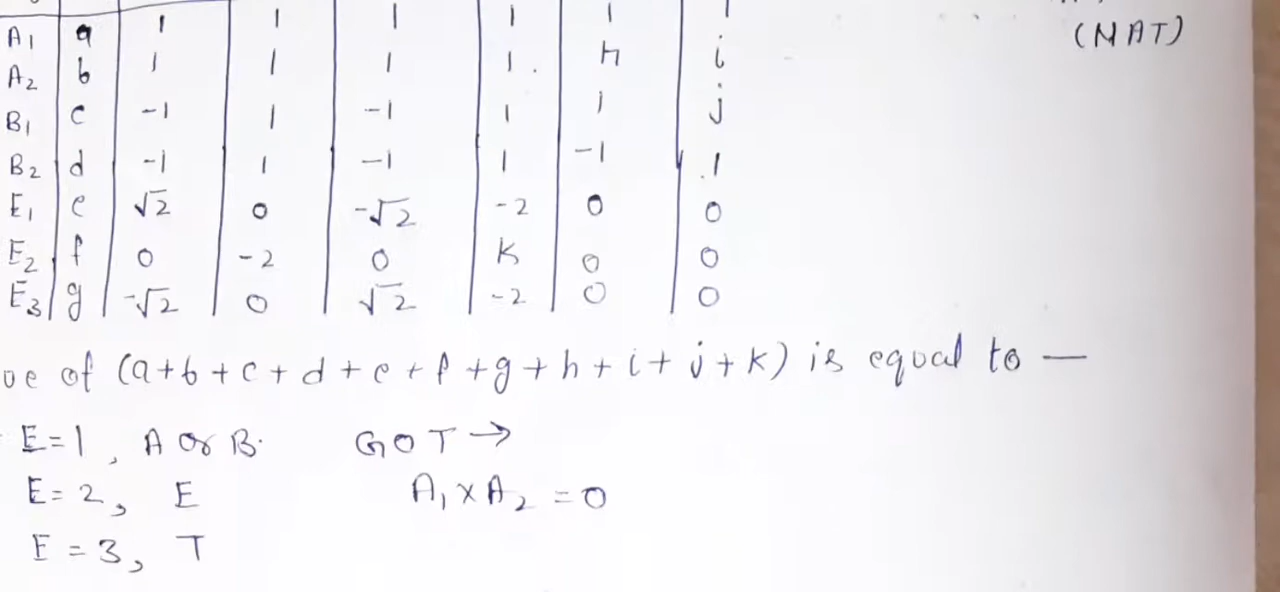 A1 a 1 1 1 1 1 1
(NAT)
A2 b 1 1 1 1 h i
B1 c -1 1 -1 1 1 j
B2 d -1 1 -1 1 -1 1
E1 e √2 0 -√2 -2 0 0
E2 f 0 -2 0 k 0 0
E3 g -√2 0 √2 -2 0 0
ue of (a+b+c+d+e+f+g+h+i+j+k) is equal to —
E=1, A or B. GOT →
E=2, E A1 × A2 = 0
E=3, T